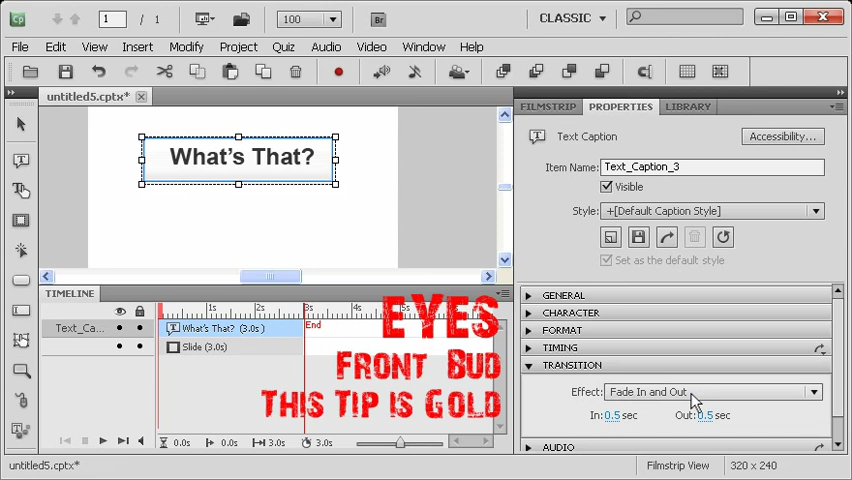 Cp
1
/ 1
100
Br
CLASSIC
File Edit View Insert Modify Project Quiz Audio Video Window Help
untitled5.cptx*
What's That?
FILMSTRIP PROPERTIES LIBRARY
Text Caption
Accessibility...
Item Name: Text_Caption_3
Visible
Style: +[Default Caption Style]
Set as the default style
GENERAL
CHARACTER
FORMAT
TIMING
TRANSITION
Effect: Fade In and Out
In: 0.5 sec Out: 0.5 sec
AUDIO
TIMELINE
1s 2s 3s
End
Text_Ca... What's That? (3.0s)
Slide (3.0s)
EYES
FRONT BUD
THIS TIP IS GOLD
0.0s 0.0s 3.0s
untitled5.cptx*
Filmstrip View
320 x 240